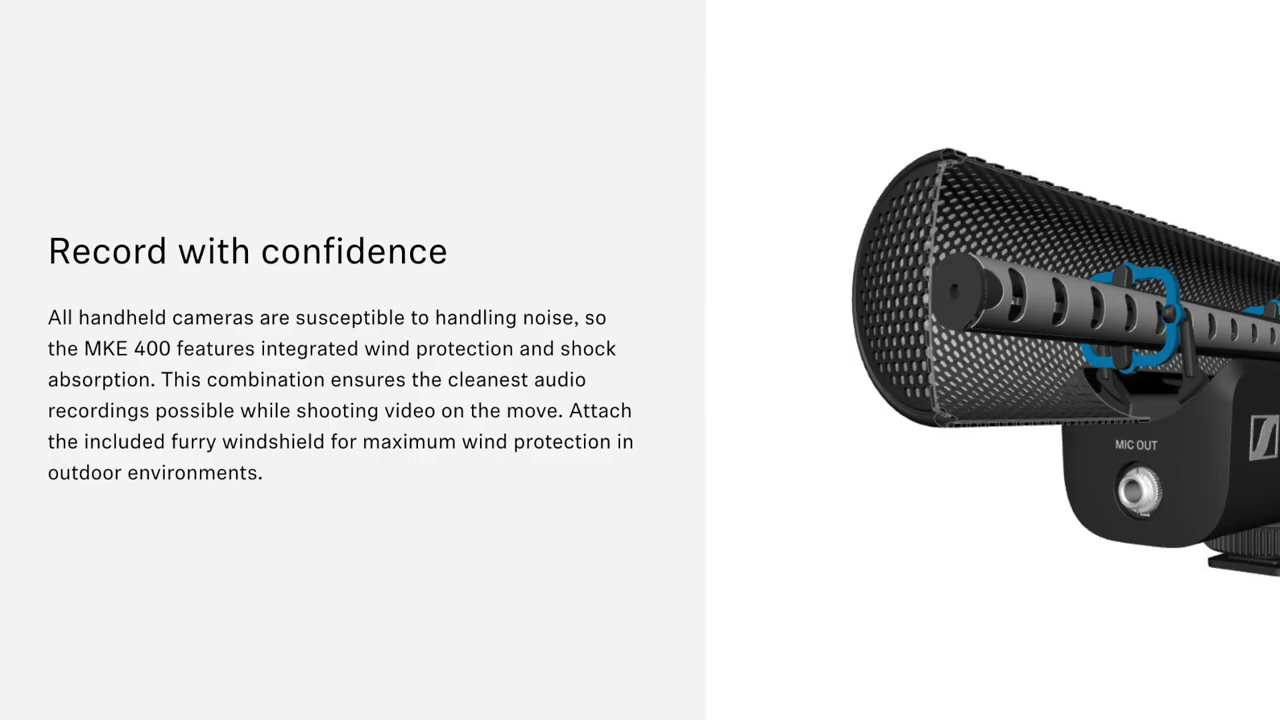 Record with confidence
All handheld cameras are susceptible to handling noise, so
the MKE 400 features integrated wind protection and shock
absorption. This combination ensures the cleanest audio
recordings possible while shooting video on the move. Attach
the included furry windshield for maximum wind protection in
outdoor environments.
MIC OUT